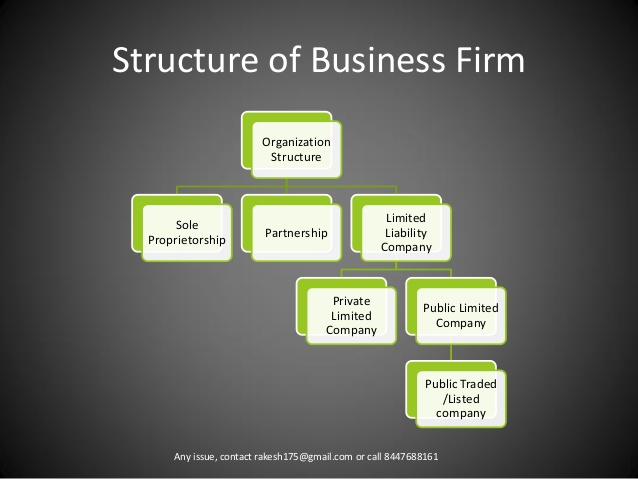 Structure of Business Firm
Organization
Structure
Sole
Proprietorship
Partnership
Limited
Liability
Company
Private
Limited
Company
Public Limited
Company
Public Traded
/Listed
company
Any issue, contact rakesh175@gmail.com or call 8447688161